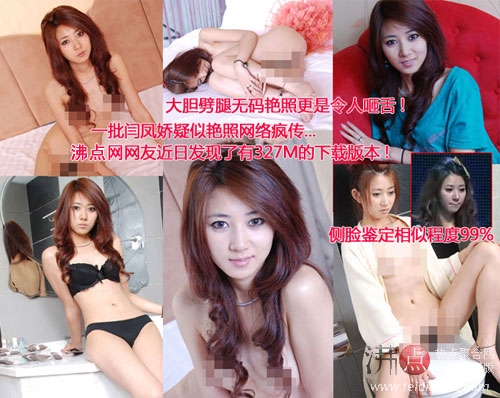 大胆劈腿无码艳照更是令人咂舌！
一批闫凤娇疑似艳照网络疯传...
沸点网网友近日发现了有327M的下载版本！
侧脸鉴定相似程度99%
沸点